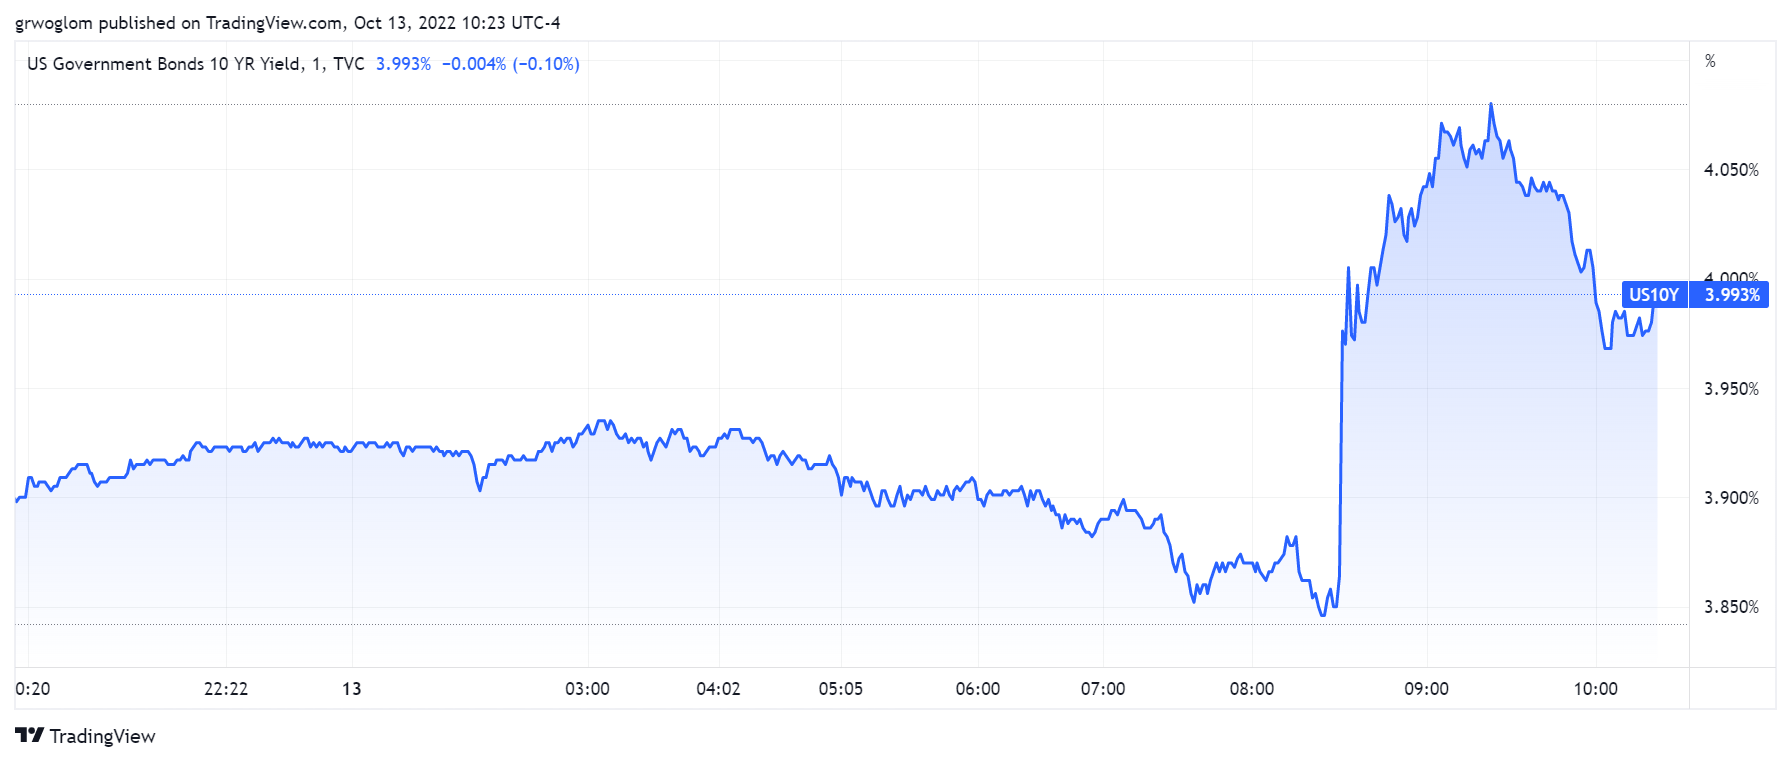 grwoglom published on TradingView.com, Oct 13, 2022 10:23 UTC-4
US Government Bonds 10 YR Yield, 1, TVC 3.993% −0.004% (−0.10%)
%
4.050%
4.000%
US10Y 3.993%
3.950%
3.900%
3.850%
0:20 22:22 13 03:00 04:02 05:05 06:00 07:00 08:00 09:00 10:00
TradingView